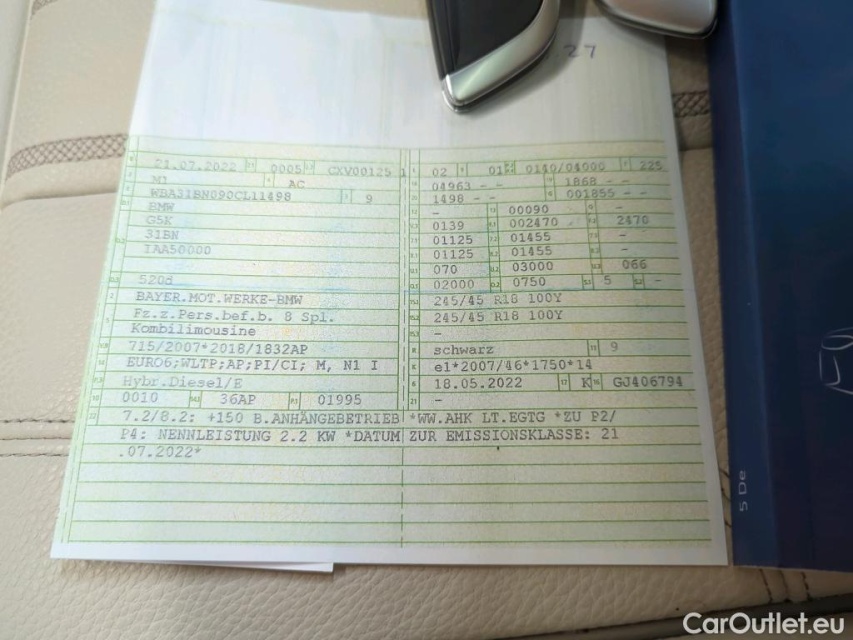 27
21.07.2022 0005 CXV00125 1 02 01 0140/04000 225
M1 AC 04963 - - 1868 - -
WBA31BN090CL11498 9 1498 - - 001855 - -
BMW - 00090 -
G5K 0139 002470 2470
31BN 01125 01455 -
IAA50000 01125 01455 -
070 03000 066
520d 02000 0750 5 -
BAYER.MOT.WERKE-BMW 245/45 R18 100Y
Fz.z.Pers.bef.b. 8 Spl. 245/45 R18 100Y
Kombilimousine -
715/2007*2018/1832AP schwarz 9
EURO6;WLTP;AP;PI/CI; M, N1 I e1*2007/46*1750*14
Hybr.Diesel/E 18.05.2022 K GJ406794
0010 36AP 01995 -
7.2/8.2: +150 B.ANHÄNGEBETRIEB *WW.AHK LT.EGTG *ZU P2/
P4: NENNLEISTUNG 2.2 KW *DATUM ZUR EMISSIONSKLASSE: 21
.07.2022*
5 De
CarOutlet.eu